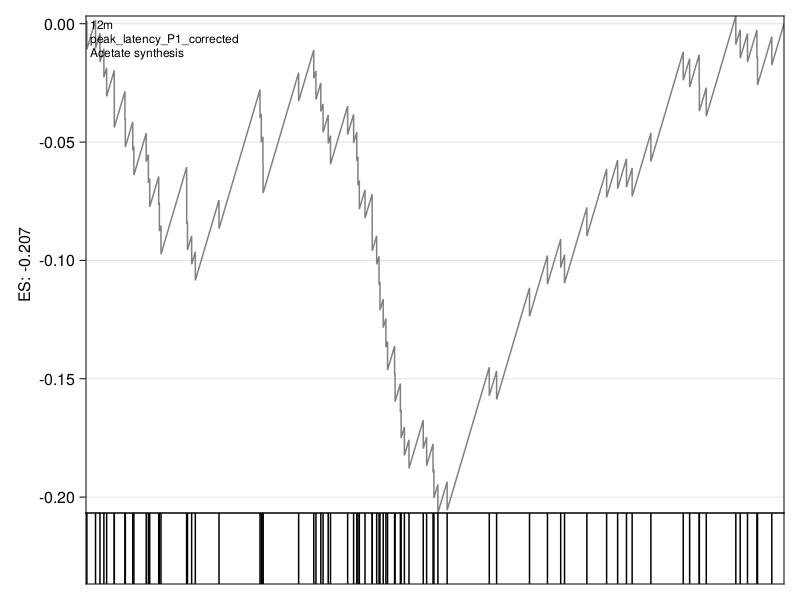 12m
peak_latency_P1_corrected
Acetate synthesis
0.00
-0.05
-0.10
-0.15
-0.20
ES: -0.207